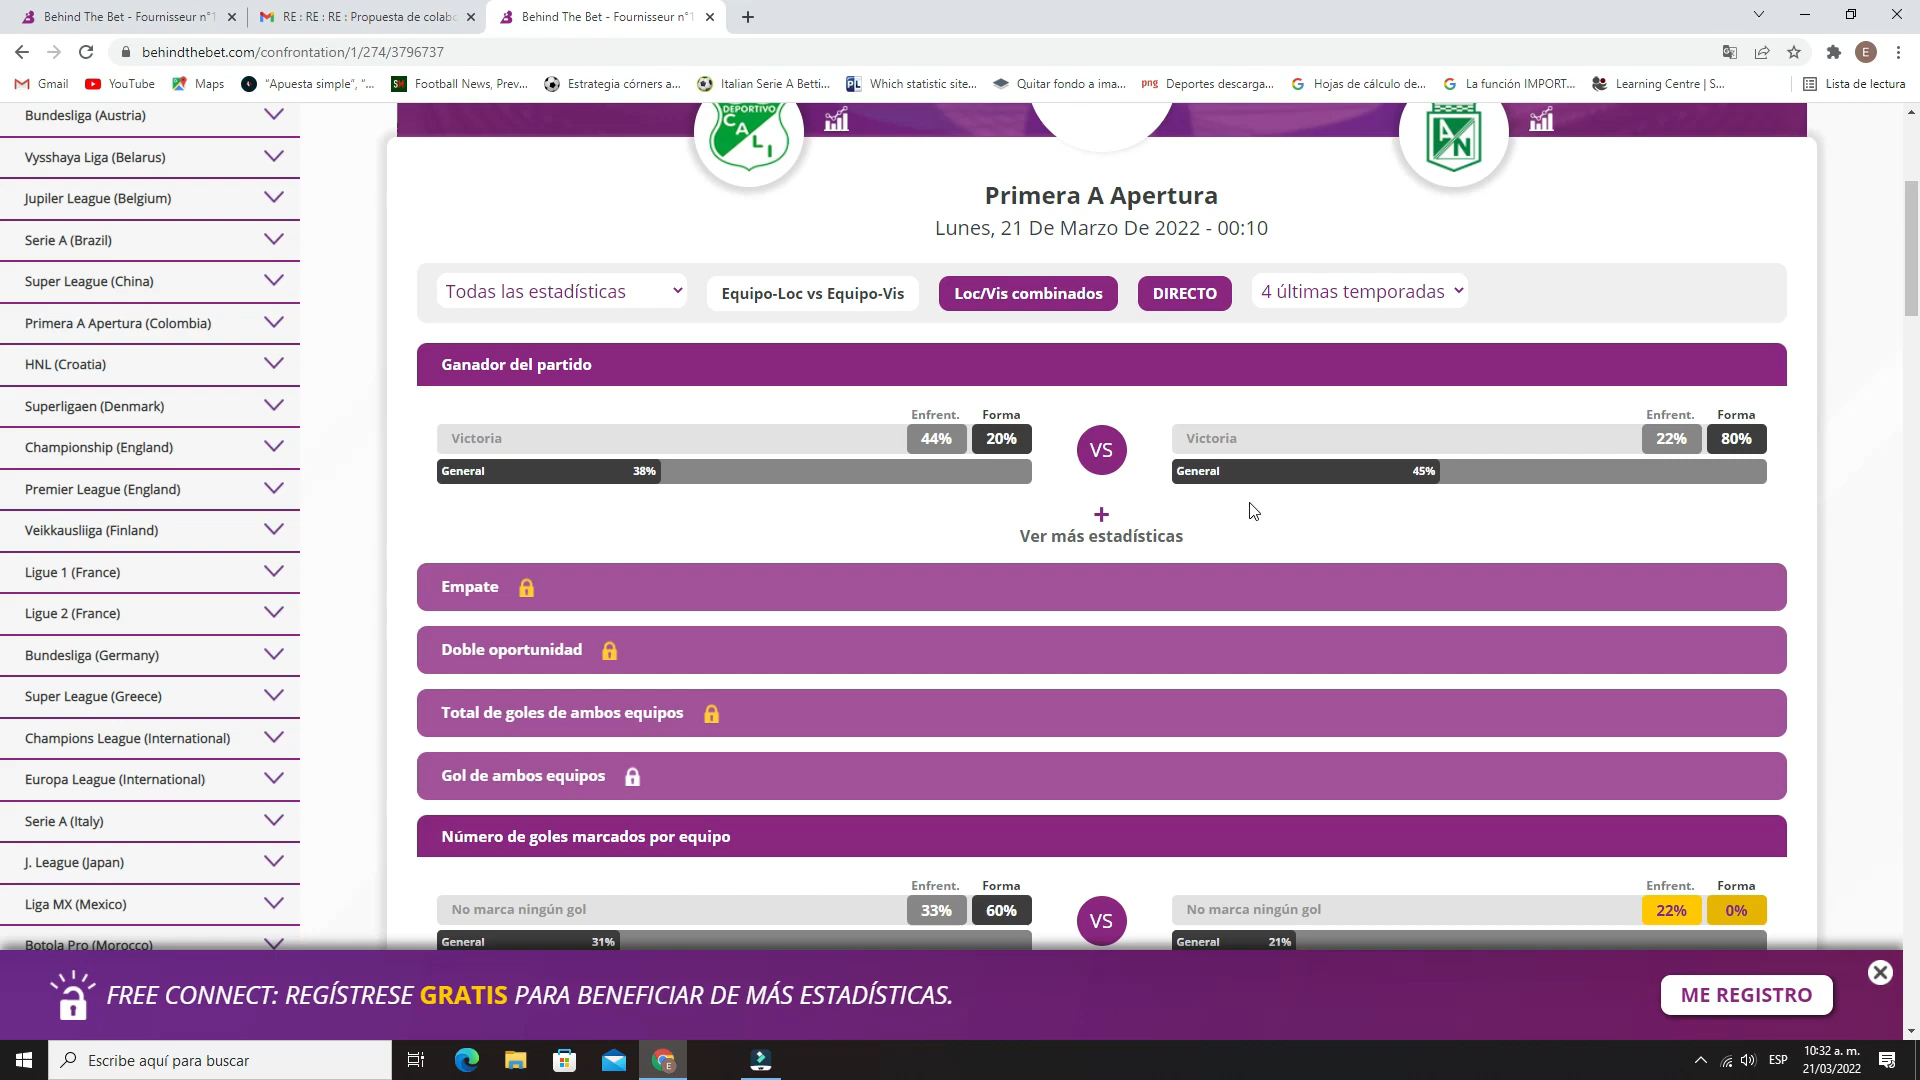 Behind The Bet - Fournisseur n°1
RE : RE : RE : Propuesta de colabo
Behind The Bet - Fournisseur n°1
behindthebet.com/confrontation/1/274/3796737
E
Gmail
YouTube
Maps
"Apuesta simple", "...
Football News, Prev...
Estrategia córners a...
Italian Serie A Betti...
PL Which statistic site...
Quitar fondo a ima...
png Deportes descarga...
Hojas de cálculo de...
La función IMPORT...
Learning Centre | S...
Lista de lectura
Bundesliga (Austria)
Vysshaya Liga (Belarus)
Jupiler League (Belgium)
Serie A (Brazil)
Super League (China)
Primera A Apertura (Colombia)
HNL (Croatia)
Superligaen (Denmark)
Championship (England)
Premier League (England)
Veikkausliiga (Finland)
Ligue 1 (France)
Ligue 2 (France)
Bundesliga (Germany)
Super League (Greece)
Champions League (International)
Europa League (International)
Serie A (Italy)
J. League (Japan)
Liga MX (Mexico)
Botola Pro (Morocco)
DEPORTIVO
CALI
AN
Primera A Apertura
Lunes, 21 De Marzo De 2022 - 00:10
Todas las estadísticas
Equipo-Loc vs Equipo-Vis
Loc/Vis combinados
DIRECTO
4 últimas temporadas
Ganador del partido
Enfrent. Forma
Victoria 44% 20%
General 38%
VS
Enfrent. Forma
Victoria 22% 80%
General 45%
+
Ver más estadísticas
Empate
Doble oportunidad
Total de goles de ambos equipos
Gol de ambos equipos
Número de goles marcados por equipo
Enfrent. Forma
No marca ningún gol 33% 60%
General 31%
VS
Enfrent. Forma
No marca ningún gol 22% 0%
General 21%
FREE CONNECT: REGÍSTRESE GRATIS PARA BENEFICIAR DE MÁS ESTADÍSTICAS.
ME REGISTRO
Escribe aquí para buscar
E
ESP
10:32 a. m.
21/03/2022